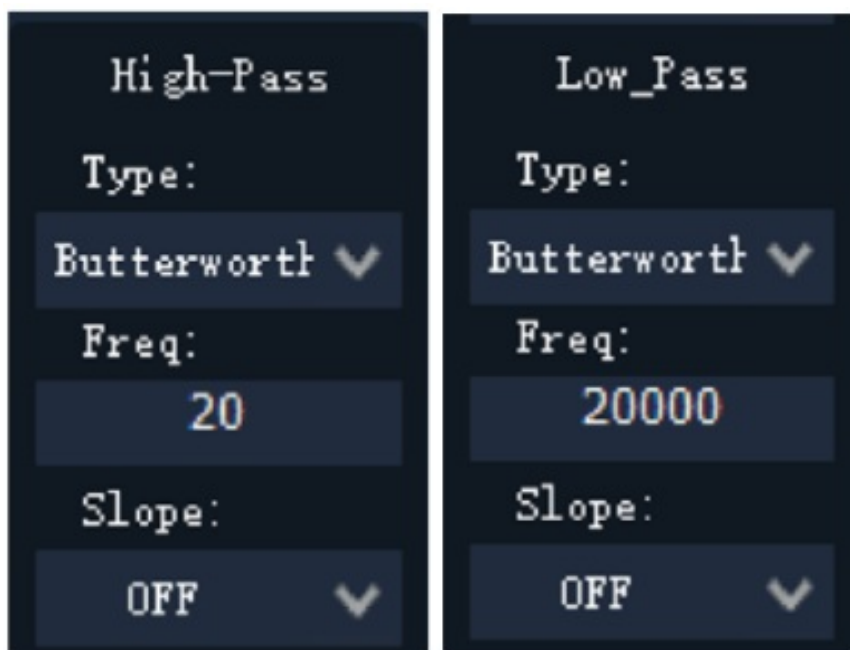 High-Pass
Type:
Butterworth
Freq:
20
Slope:
OFF
Low_Pass
Type:
Butterworth
Freq:
20000
Slope:
OFF